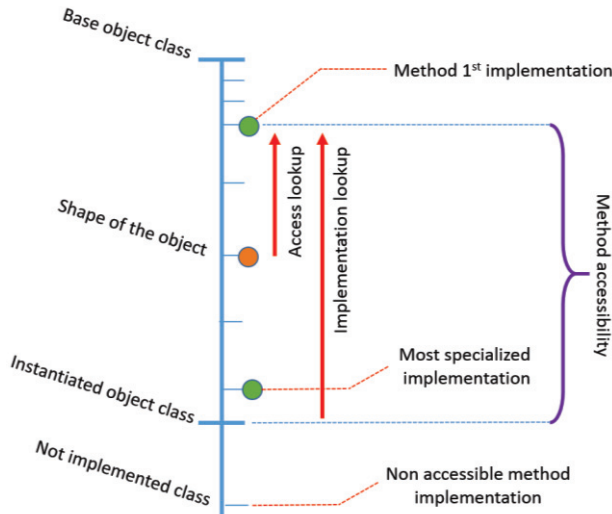 Base object class
Method 1st implementation
Shape of the object
Access lookup
Implementation lookup
Method accessibility
Most specialized
implementation
Instantiated object class
Not implemented class
Non accessible method
implementation